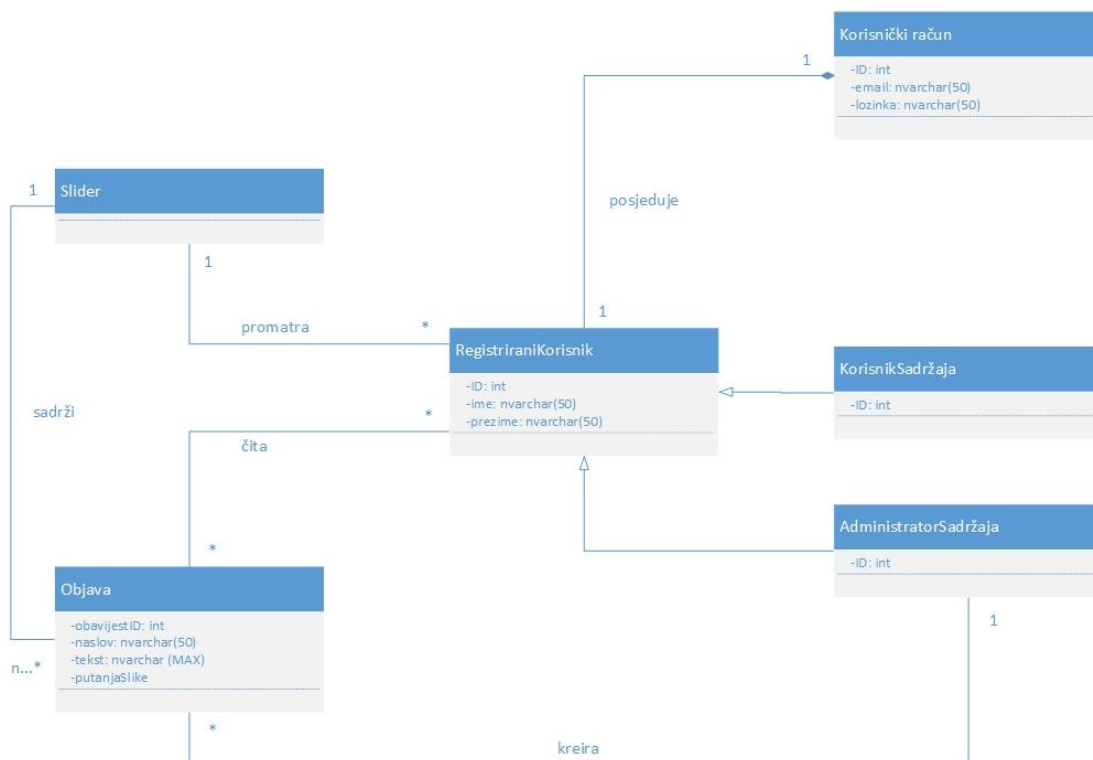 Korisnički račun
-ID: int
-email: nvarchar(50)
-lozinka: nvarchar(50)
1
posjeduje
1
1
Slider
1
promatra
*
RegistriraniKorisnik
-ID: int
-ime: nvarchar(50)
-prezime: nvarchar(50)
KorisnikSadržaja
-ID: int
sadrži
*
čita
*
AdministratorSadržaja
-ID: int
1
Objava
-obavijestID: int
-naslov: nvarchar(50)
-tekst: nvarchar (MAX)
-putanjaSlike
n...*
*
kreira